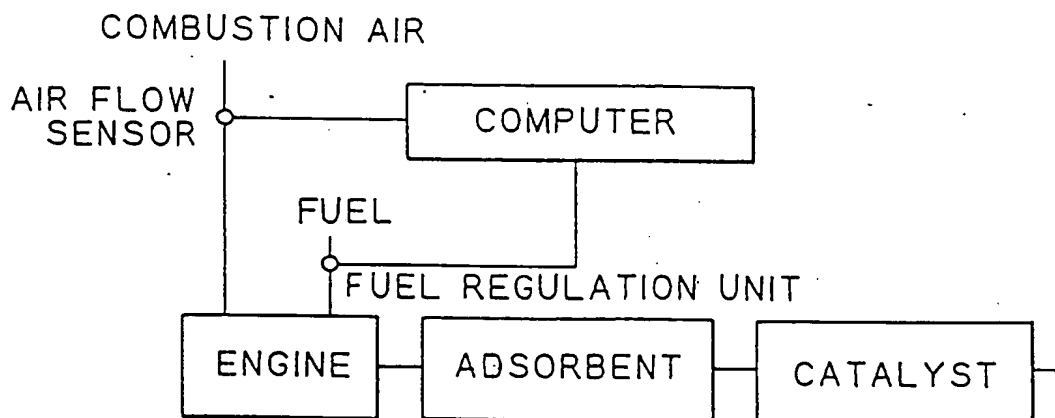 COMBUSTION AIR
AIR FLOW
SENSOR
COMPUTER
FUEL
FUEL REGULATION UNIT
ENGINE
ADSORBENT
CATALYST